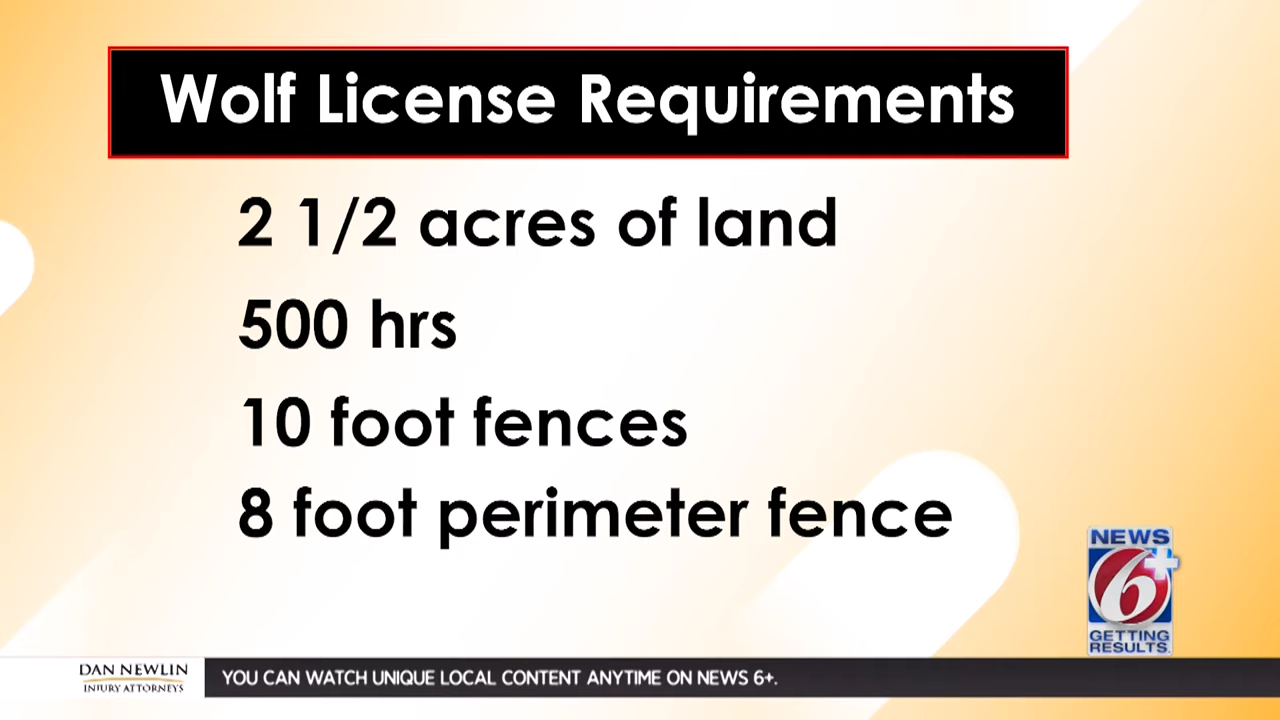 Wolf License Requirements
2 1/2 acres of land
500 hrs
10 foot fences
8 foot perimeter fence
NEWS
6+
GETTING
RESULTS.
DAN NEWLIN
INJURY ATTORNEYS
YOU CAN WATCH UNIQUE LOCAL CONTENT ANYTIME ON NEWS 6+.